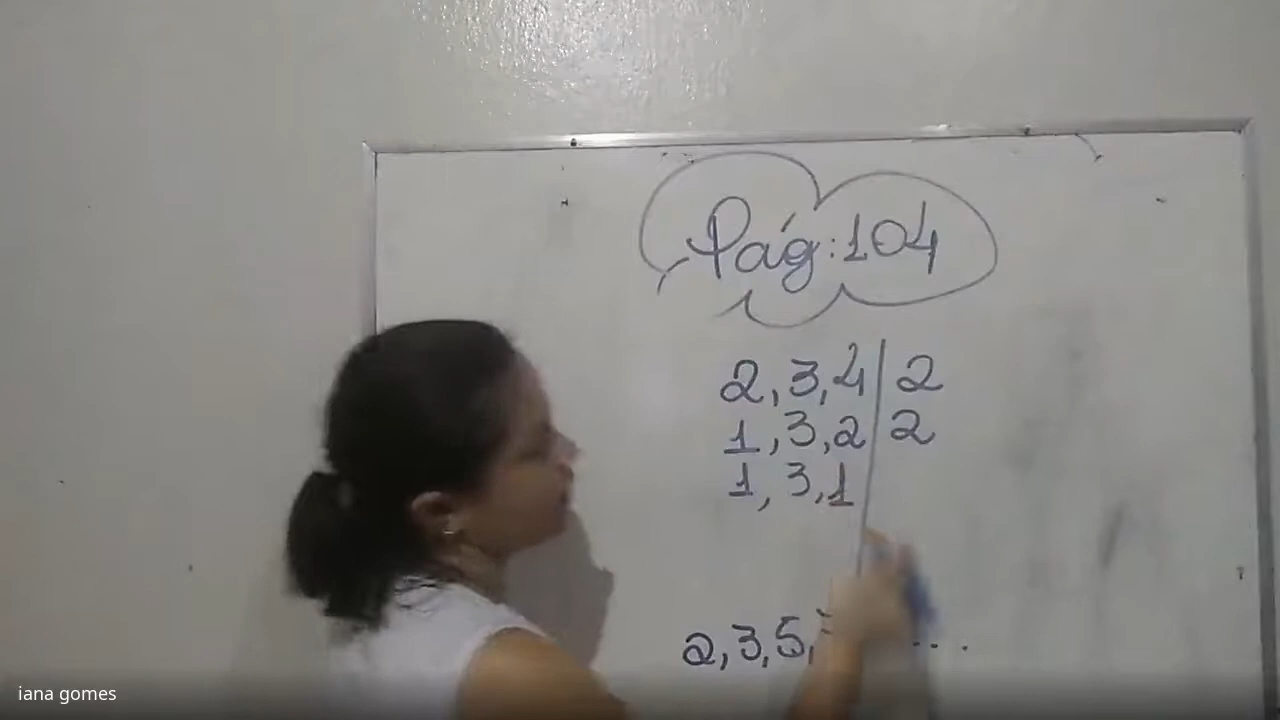 Pág:104
2,3,4|2
1,3,2|2
1,3,1|
2,3,5, ...
iana gomes